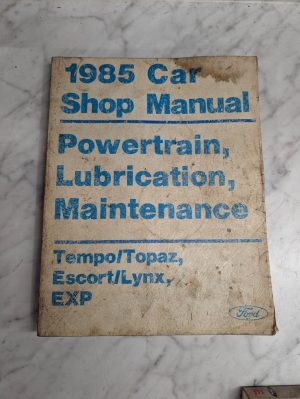 1985 Car
Shop Manual
Powertrain,
Lubrication,
Maintenance
Tempo/Topaz,
Escort/Lynx,
EXP
Ford